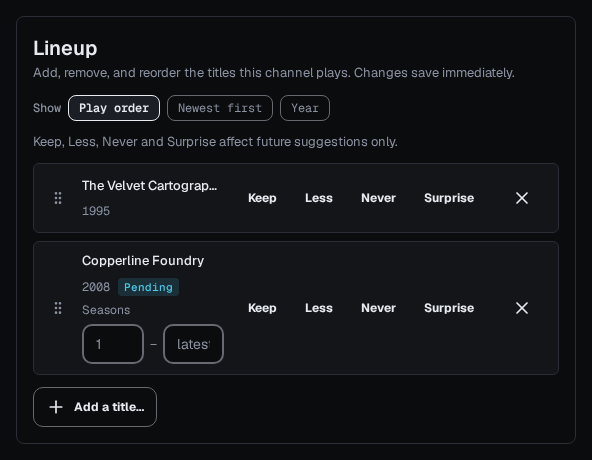 Lineup
Add, remove, and reorder the titles this channel plays. Changes save immediately.
Show Play order Newest first Year
Keep, Less, Never and Surprise affect future suggestions only.
The Velvet Cartograp...
1995
Keep Less Never Surprise
Copperline Foundry
2008 Pending
Seasons
1 – latest
Keep Less Never Surprise
Add a title...